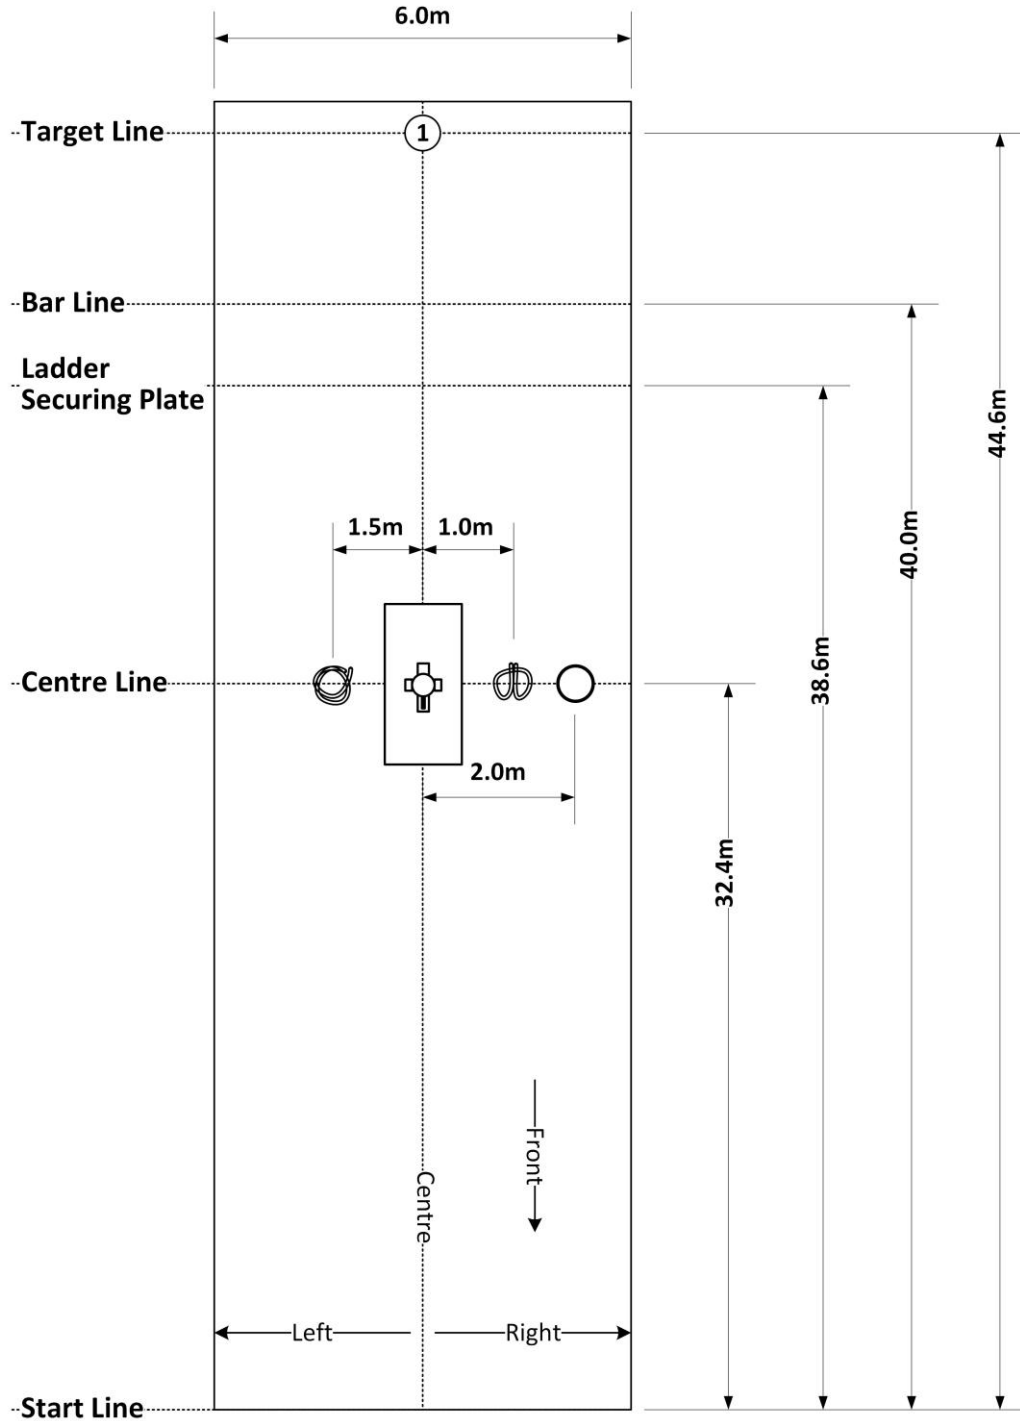 6.0m
Target Line
1
Bar Line
Ladder
Securing Plate
44.6m
1.5m
1.0m
40.0m
38.6m
Centre Line
2.0m
32.4m
Front
Centre
Left
Right
Start Line